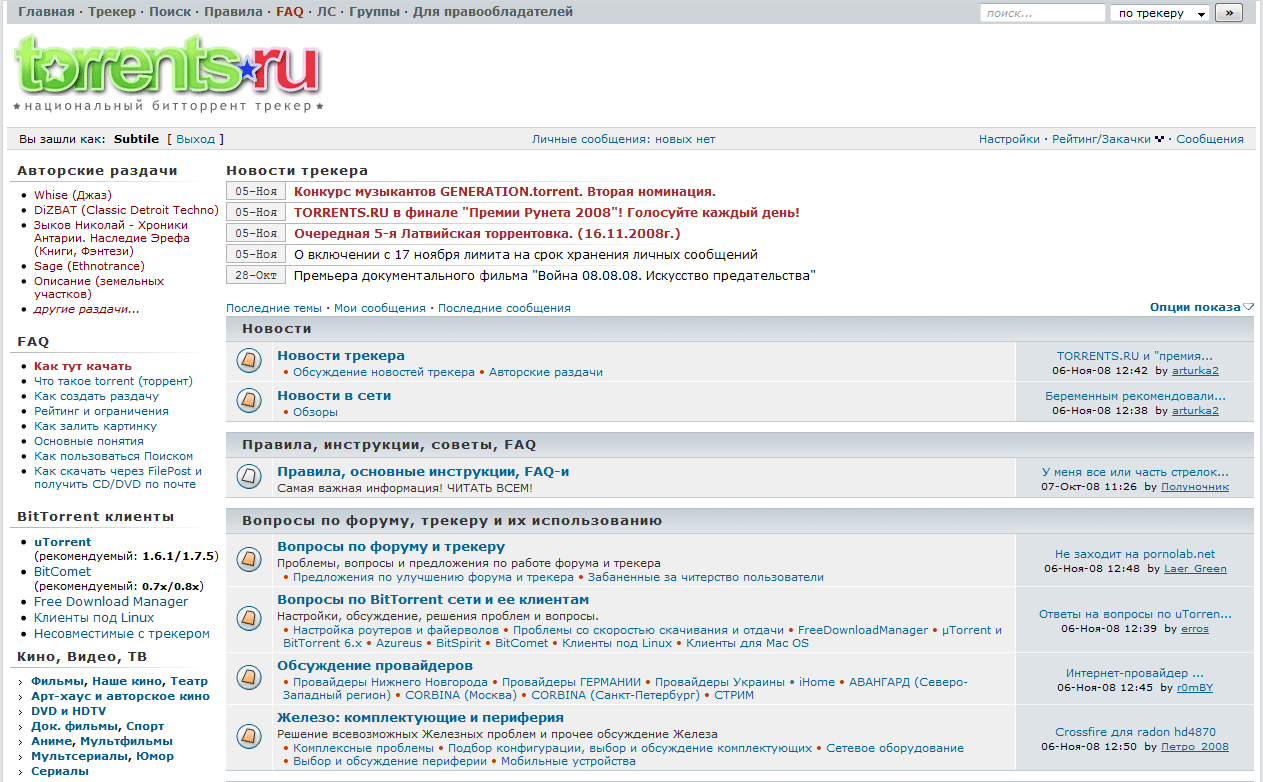 Главная · Трекер · Поиск · Правила · FAQ · ЛС · Группы · Для правообладателей
поиск... по трекеру »
torrents.ru
★национальный битторрент трекер★
Вы зашли как: Subtile [ Выход ]
Личные сообщения: новых нет
Настройки · Рейтинг/Закачки · Сообщения
Авторские раздачи
Whise (Джаз)
DiZBAT (Classic Detroit Techno)
Зыков Николай - Хроники
Антарии. Наследие Эрефа
(Книги, Фэнтези)
Sage (Ethnotrance)
Описание (земельных
участков)
другие раздачи...
FAQ
Как тут качать
Что такое torrent (торрент)
Как создать раздачу
Рейтинг и ограничения
Как залить картинку
Основные понятия
Как пользоваться Поиском
Как скачать через FilePost и
получить CD/DVD по почте
BitTorrent клиенты
uTorrent
(рекомендуемый: 1.6.1/1.7.5)
BitComet
(рекомендуемый: 0.7x/0.8x)
Free Download Manager
Клиенты под Linux
Несовместимые с трекером
Кино, Видео, ТВ
Фильмы, Наше кино, Театр
Арт-хаус и авторское кино
DVD и HDTV
Док. фильмы, Спорт
Аниме, Мультфильмы
Мультсериалы, Юмор
Сериалы
Новости трекера
05-Ноя Конкурс музыкантов GENERATION.torrent. Вторая номинация.
05-Ноя TORRENTS.RU в финале "Премии Рунета 2008"! Голосуйте каждый день!
05-Ноя Очередная 5-я Латвийская торрентовка. (16.11.2008г.)
05-Ноя О включении с 17 ноября лимита на срок хранения личных сообщений
28-Окт Премьера документального фильма "Война 08.08.08. Искусство предательства"
Последние темы · Мои сообщения · Последние сообщения
Опции показа
Новости
Новости трекера
• Обсуждение новостей трекера • Авторские раздачи
TORRENTS.RU и "премия...
06-Ноя-08 12:42 by arturka2
Новости в сети
• Обзоры
Беременным рекомендовали...
06-Ноя-08 12:38 by arturka2
Правила, инструкции, советы, FAQ
Правила, основные инструкции, FAQ-и
Самая важная информация! ЧИТАТЬ ВСЕМ!
У меня все или часть стрелок...
07-Окт-08 11:26 by Полуночник
Вопросы по форуму, трекеру и их использованию
Вопросы по форуму и трекеру
Проблемы, вопросы и предложения по работе форума и трекера
• Предложения по улучшению форума и трекера • Забаненные за читерство пользователи
Не заходит на pornolab.net
06-Ноя-08 12:48 by Laer_Green
Вопросы по BitTorrent сети и ее клиентам
Настройки, обсуждение, решения проблем и вопросы.
• Настройка роутеров и файерволов • Проблемы со скоростью скачивания и отдачи • FreeDownloadManager • µTorrent и
BitTorrent 6.x • Azureus • BitSpirit • BitComet • Клиенты под Linux • Клиенты для Mac OS
Ответы на вопросы по uTorren...
06-Ноя-08 12:39 by erros
Обсуждение провайдеров
• Провайдеры Нижнего Новгорода • Провайдеры ГЕРМАНИИ • Провайдеры Украины • iHome • АВАНГАРД (Северо-
Западный регион) • CORBINA (Москва) • CORBINA (Санкт-Петербург) • СТРИМ
Интернет-провайдер ...
06-Ноя-08 12:45 by r0mBY
Железо: комплектующие и периферия
Решение всевозможных Железных проблем и прочее обсуждение Железа
• Комплексные проблемы • Подбор конфигурации, выбор и обсуждение комплектующих • Сетевое оборудование
• Выбор и обсуждение периферии • Мобильные устройства
Crossfire для radon hd4870
06-Ноя-08 12:50 by Петро_2008